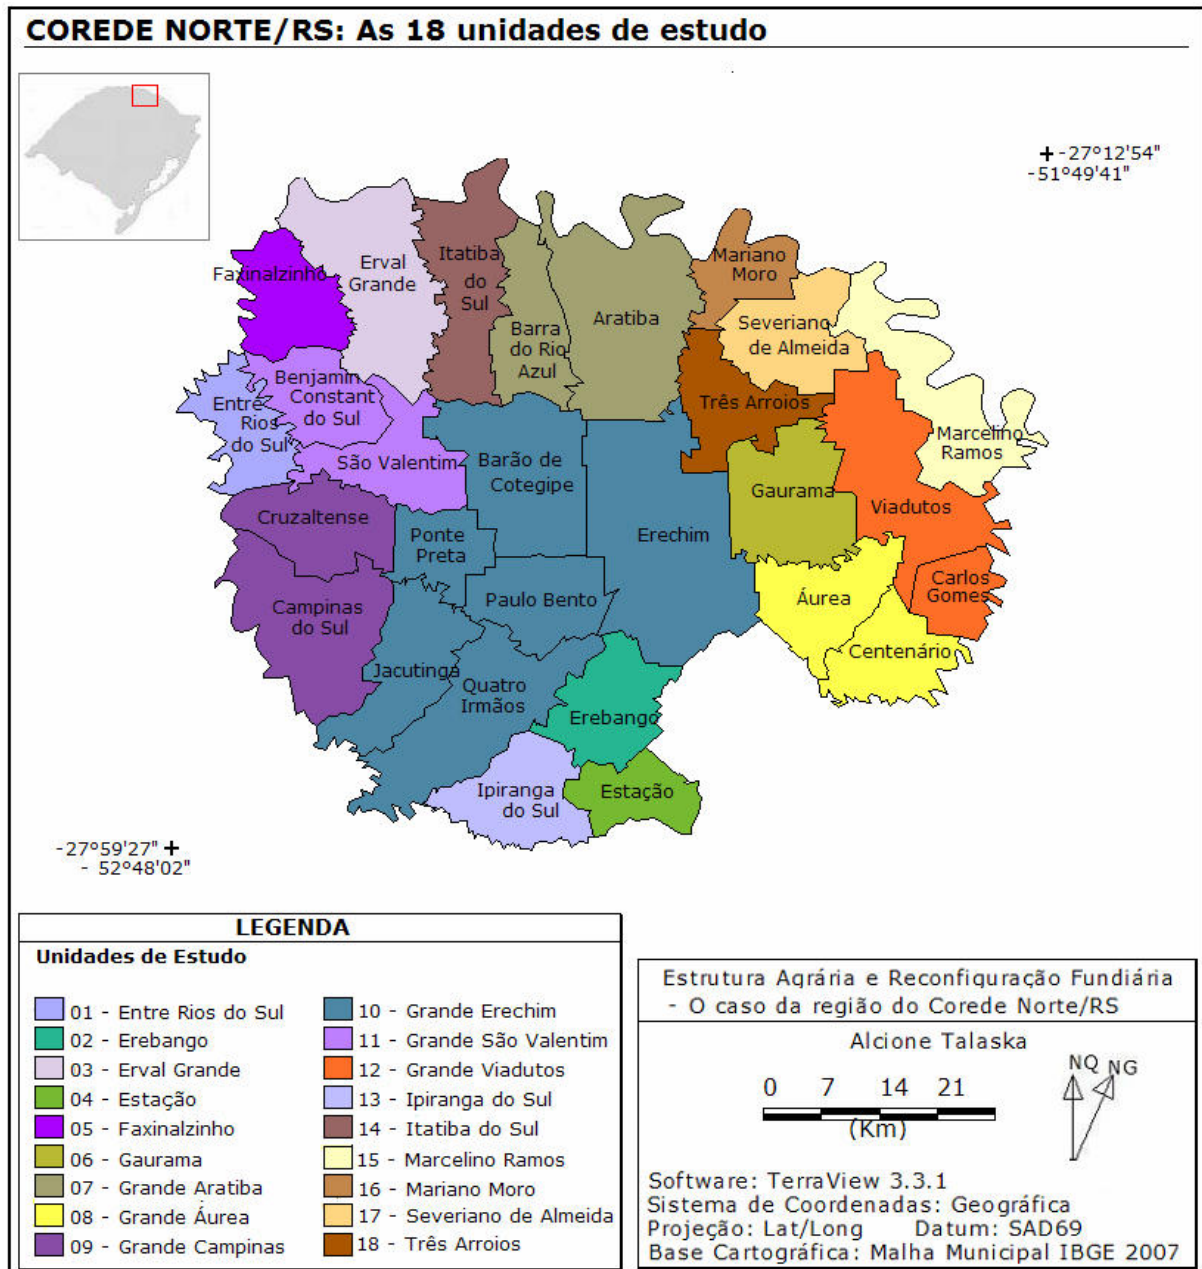 COREDE NORTE/RS: As 18 unidades de estudo
-27°12'54"
-51°49'41"
Faxinalzinho
Erval
Grande
Itatiba
do
Sul
Barra
do Rio
Azul
Aratiba
Mariano
Moro
Severiano
de Almeida
Três Arroios
Marcelino
Ramos
Entre
Rios
do Sul
Benjamin
Constant
do Sul
São Valentim
Barão de
Cotegipe
Gaurama
Viadutos
Cruzaltense
Ponte
Preta
Erechim
Carlos
Gomes
Campinas
do Sul
Paulo Bento
Áurea
Centenário
Jacutinga
Quatro
Irmãos
Erebango
Ipiranga
do Sul
Estação
-27°59'27"
- 52°48'02"
LEGENDA
Unidades de Estudo
01 - Entre Rios do Sul
02 - Erebango
03 - Erval Grande
04 - Estação
05 - Faxinalzinho
06 - Gaurama
07 - Grande Aratiba
08 - Grande Áurea
09 - Grande Campinas
10 - Grande Erechim
11 - Grande São Valentim
12 - Grande Viadutos
13 - Ipiranga do Sul
14 - Itatiba do Sul
15 - Marcelino Ramos
16 - Mariano Moro
17 - Severiano de Almeida
18 - Três Arroios
Estrutura Agrária e Reconfiguração Fundiária
- O caso da região do Corede Norte/RS
Alcione Talaska
0 7 14 21
(Km)
NQ NG
Software: TerraView 3.3.1
Sistema de Coordenadas: Geográfica
Projeção: Lat/Long Datum: SAD69
Base Cartográfica: Malha Municipal IBGE 2007